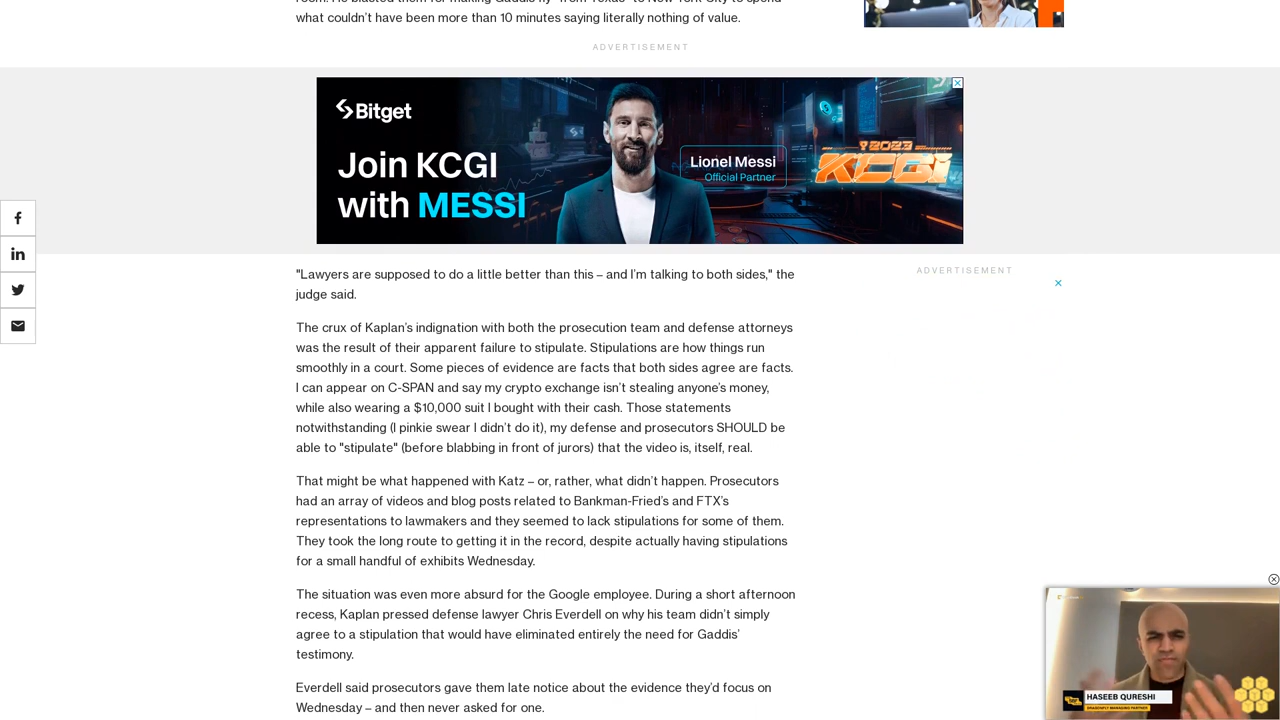 what couldn’t have been more than 10 minutes saying literally nothing of value.
ADVERTISEMENT
Bitget
Join KCGI
with MESSI
Lionel Messi
Official Partner
2023
KCGI
"Lawyers are supposed to do a little better than this – and I’m talking to both sides," the
judge said.
ADVERTISEMENT
The crux of Kaplan’s indignation with both the prosecution team and defense attorneys
was the result of their apparent failure to stipulate. Stipulations are how things run
smoothly in a court. Some pieces of evidence are facts that both sides agree are facts.
I can appear on C-SPAN and say my crypto exchange isn’t stealing anyone’s money,
while also wearing a $10,000 suit I bought with their cash. Those statements
notwithstanding (I pinkie swear I didn’t do it), my defense and prosecutors SHOULD be
able to "stipulate" (before blabbing in front of jurors) that the video is, itself, real.
That might be what happened with Katz – or, rather, what didn’t happen. Prosecutors
had an array of videos and blog posts related to Bankman-Fried’s and FTX’s
representations to lawmakers and they seemed to lack stipulations for some of them.
They took the long route to getting it in the record, despite actually having stipulations
for a small handful of exhibits Wednesday.
The situation was even more absurd for the Google employee. During a short afternoon
recess, Kaplan pressed defense lawyer Chris Everdell on why his team didn’t simply
agree to a stipulation that would have eliminated entirely the need for Gaddis’
testimony.
Everdell said prosecutors gave them late notice about the evidence they’d focus on
Wednesday – and then never asked for one.
HASEEB QURESHI
DRAGONFLY MANAGING PARTNER